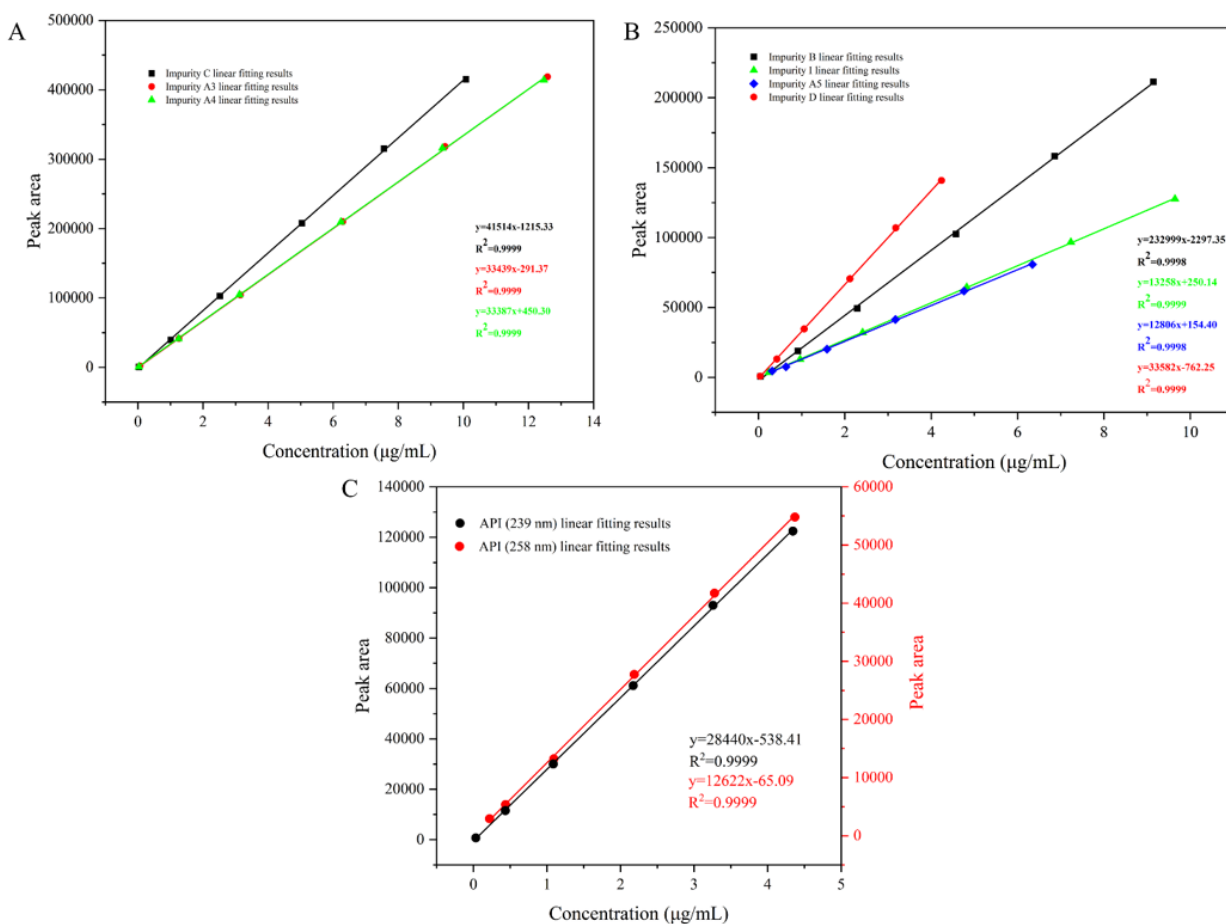 A
500000
400000
300000
200000
100000
0
Peak area
Impurity C linear fitting results
Impurity A3 linear fitting results
Impurity A4 linear fitting results
y=41514x-1215.33
R²=0.9999
y=33439x-291.37
R²=0.9999
y=33387x+450.30
R²=0.9999
0 2 4 6 8 10 12 14
Concentration (μg/mL)
B
250000
200000
150000
100000
50000
0
Peak area
Impurity B linear fitting results
Impurity I linear fitting results
Impurity A5 linear fitting results
Impurity D linear fitting results
y=232999x-2297.35
R²=0.9998
y=13258x+250.14
R²=0.9999
y=12806x+154.40
R²=0.9998
y=33582x-762.25
R²=0.9999
0 2 4 6 8 10
Concentration (μg/mL)
C
140000
120000
100000
80000
60000
40000
20000
0
Peak area
API (239 nm) linear fitting results
API (258 nm) linear fitting results
y=28440x-538.41
R²=0.9999
y=12622x-65.09
R²=0.9999
60000
50000
40000
30000
20000
10000
0
Peak area
0 1 2 3 4 5
Concentration (μg/mL)